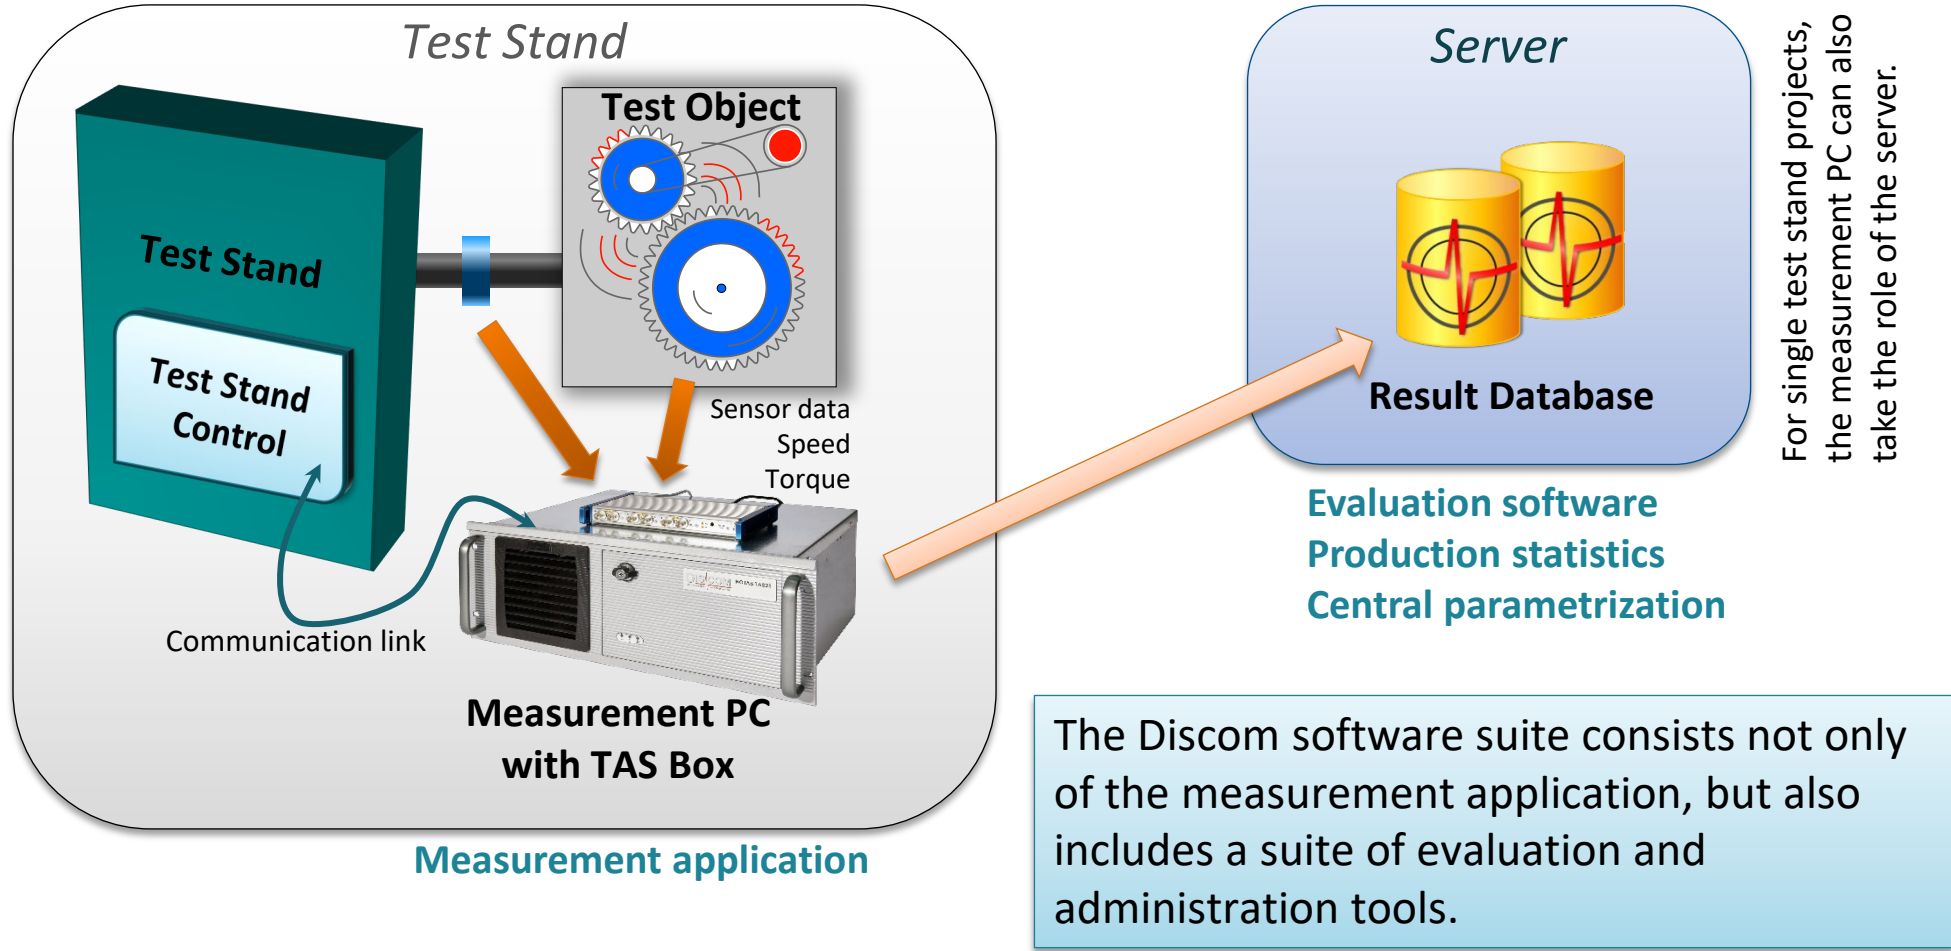 Test Stand
Test Object
Test Stand
Test Stand
Control
Sensor data
Speed
Torque
Communication link
DISCOM
Measurement PC
with TAS Box
Measurement application
Server
Result Database
For single test stand projects,
the measurement PC can also
take the role of the server.
Evaluation software
Production statistics
Central parametrization
The Discom software suite consists not only
of the measurement application, but also
includes a suite of evaluation and
administration tools.